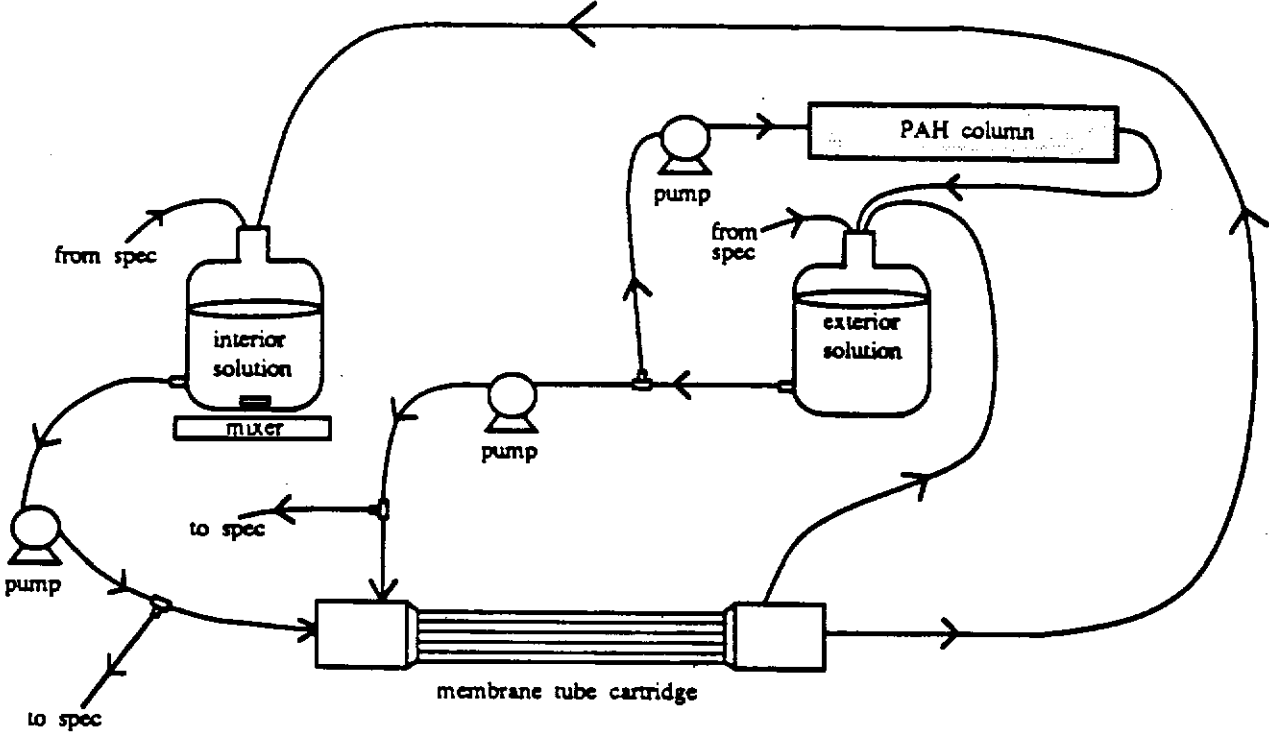 PAH column
pump
from spec
from
spec
interior
solution
exterior
solution
mixer
pump
to spec
pump
membrane tube cartridge
to spec